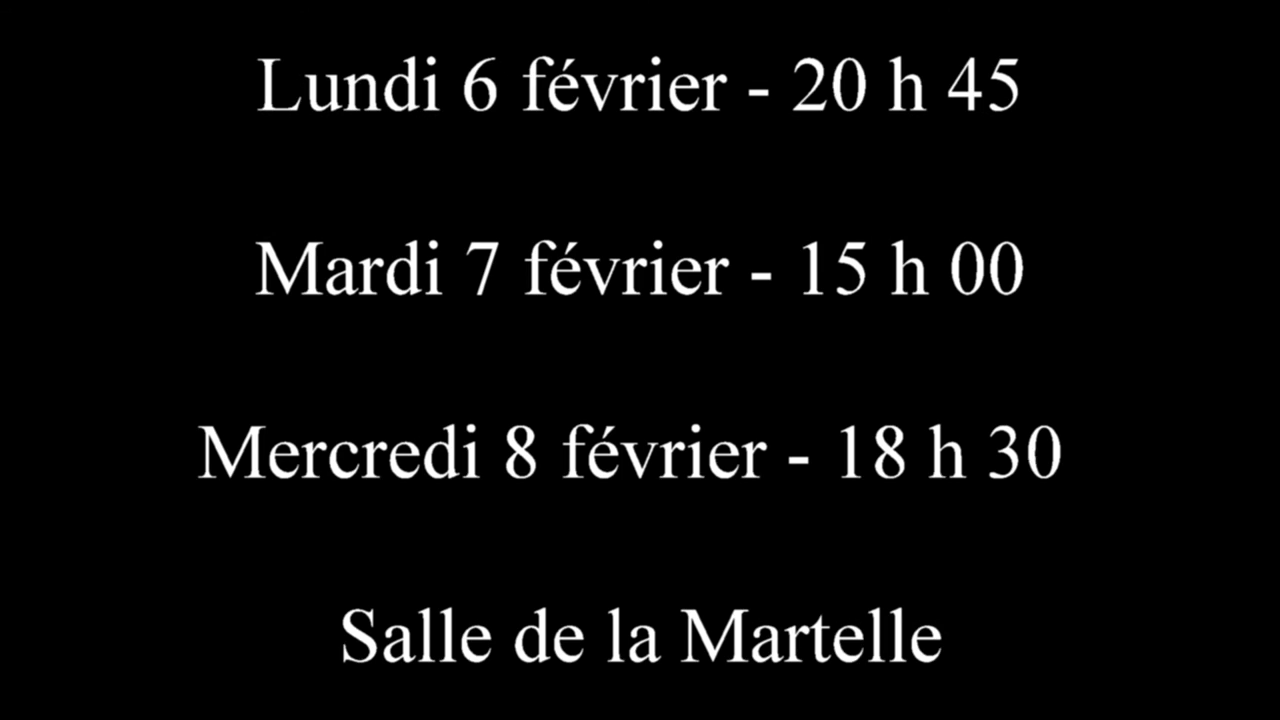 Lundi 6 février - 20 h 45
Mardi 7 février - 15 h 00
Mercredi 8 février - 18 h 30
Salle de la Martelle